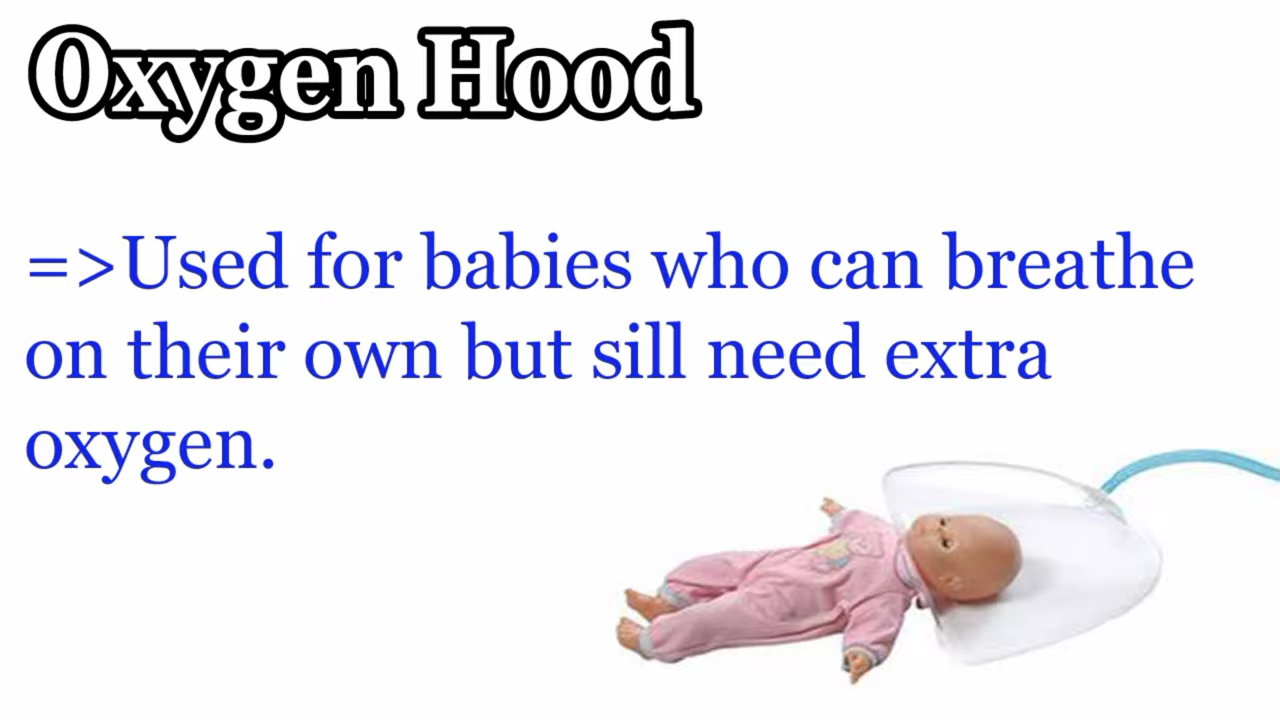 Oxygen Hood
=>Used for babies who can breathe
on their own but sill need extra
oxygen.